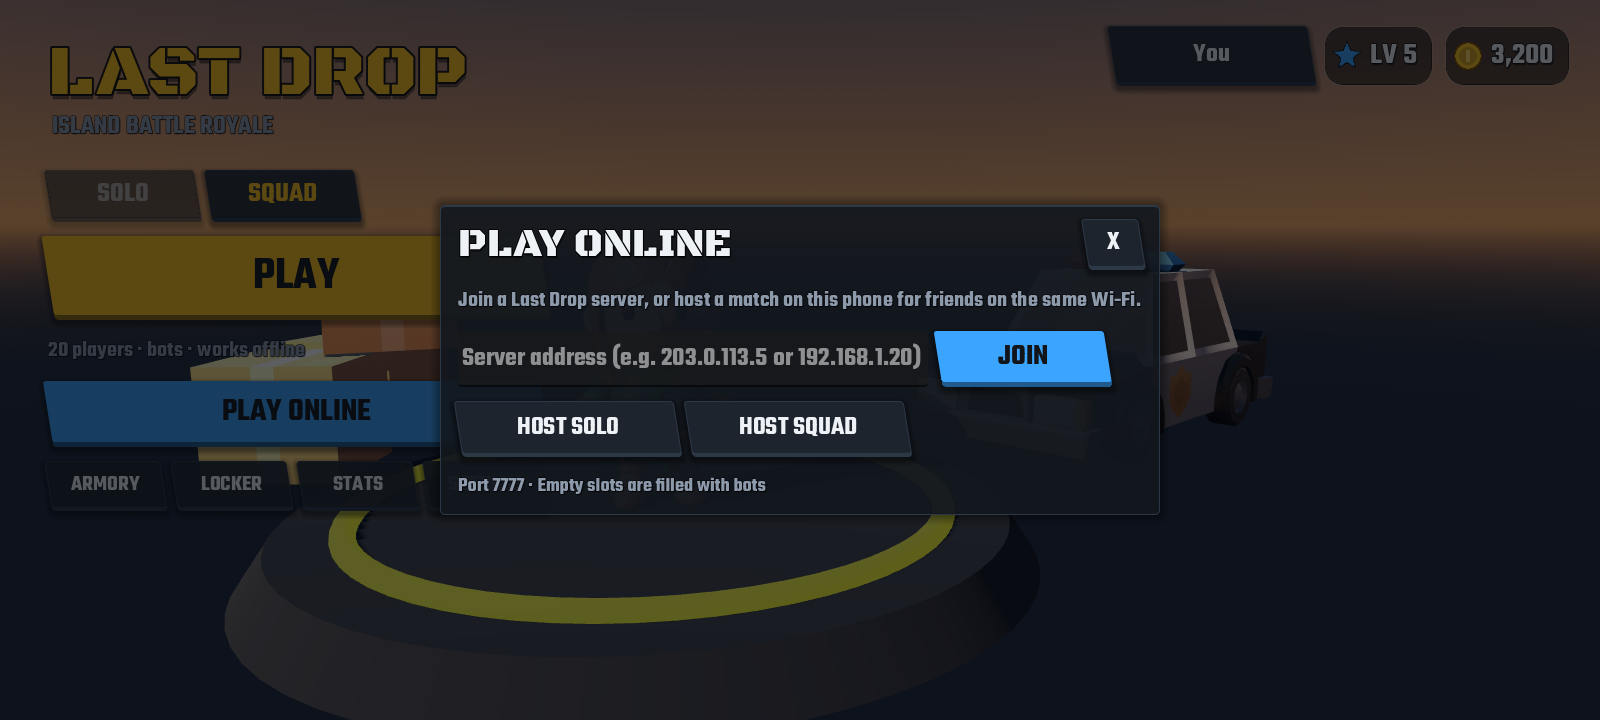 LAST DROP
ISLAND BATTLE ROYALE
You
LV 5
3,200
SOLO
SQUAD
PLAY
20 players · bots · works offline
PLAY ONLINE
ARMORY
LOCKER
STATS
PLAY ONLINE
X
Join a Last Drop server, or host a match on this phone for friends on the same Wi-Fi.
Server address (e.g. 203.0.113.5 or 192.168.1.20)
JOIN
HOST SOLO
HOST SQUAD
Port 7777 · Empty slots are filled with bots